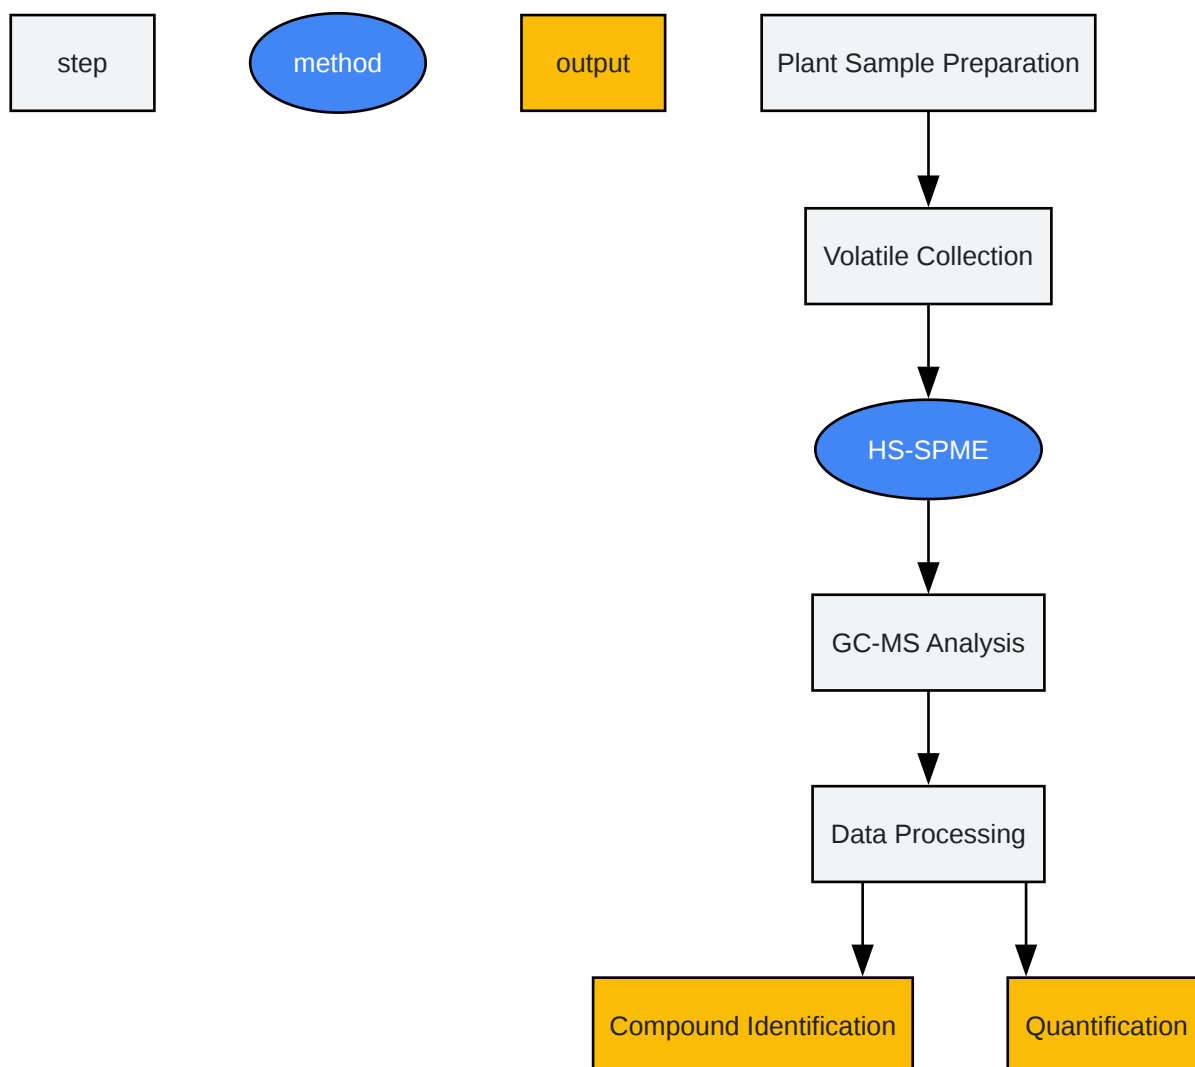 step
method
output
Plant Sample Preparation
Volatile Collection
HS-SPME
GC-MS Analysis
Data Processing
Compound Identification
Quantification